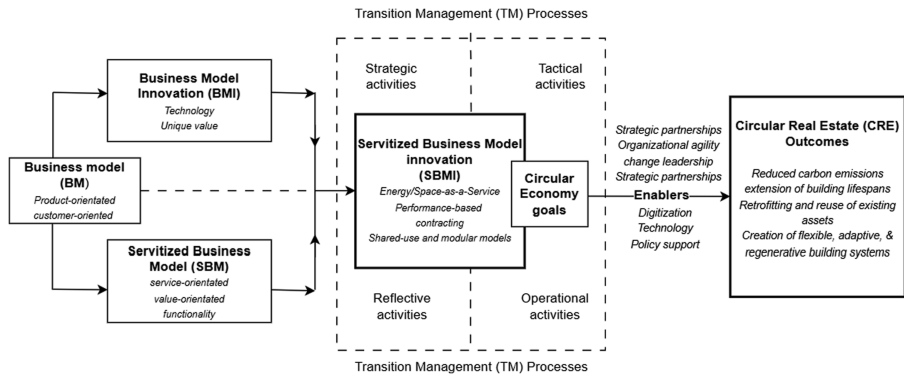 Transition Management (TM) Processes
Strategic
activities
Tactical
activities
Business Model
Innovation (BMI)
Technology
Unique value
Business model
(BM)
Product-orientated
customer-oriented
Servitized Business
Model (SBM)
service-orientated
value-orientated
functionality
Servitized Business Model
innovation
(SBMI)
Energy/Space-as-a-Service
Performance-based
contracting
Shared-use and modular models
Circular
Economy
goals
Reflective
activities
Operational
activities
Transition Management (TM) Processes
Strategic partnerships
Organizational agility
change leadership
Strategic partnerships
Enablers
Digitization
Technology
Policy support
Circular Real Estate (CRE)
Outcomes
Reduced carbon emissions
extension of building lifespans
Retrofitting and reuse of existing
assets
Creation of flexible, adaptive, &
regenerative building systems